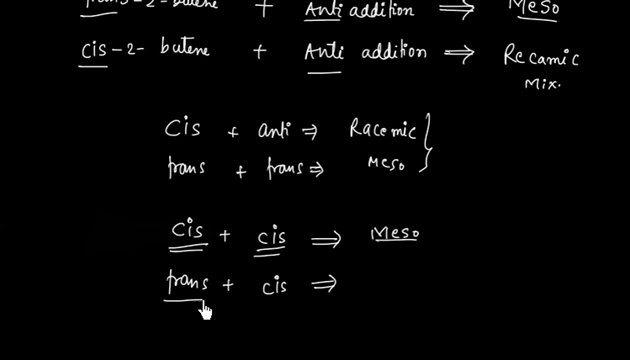 trans-2-butene + Anti addition ⇒ Meso
cis-2-butene + Anti addition ⇒ Recamic
Mix.
Cis + anti ⇒ Racemic
trans + trans ⇒ Meso
Cis + cis ⇒ Meso
trans + cis ⇒